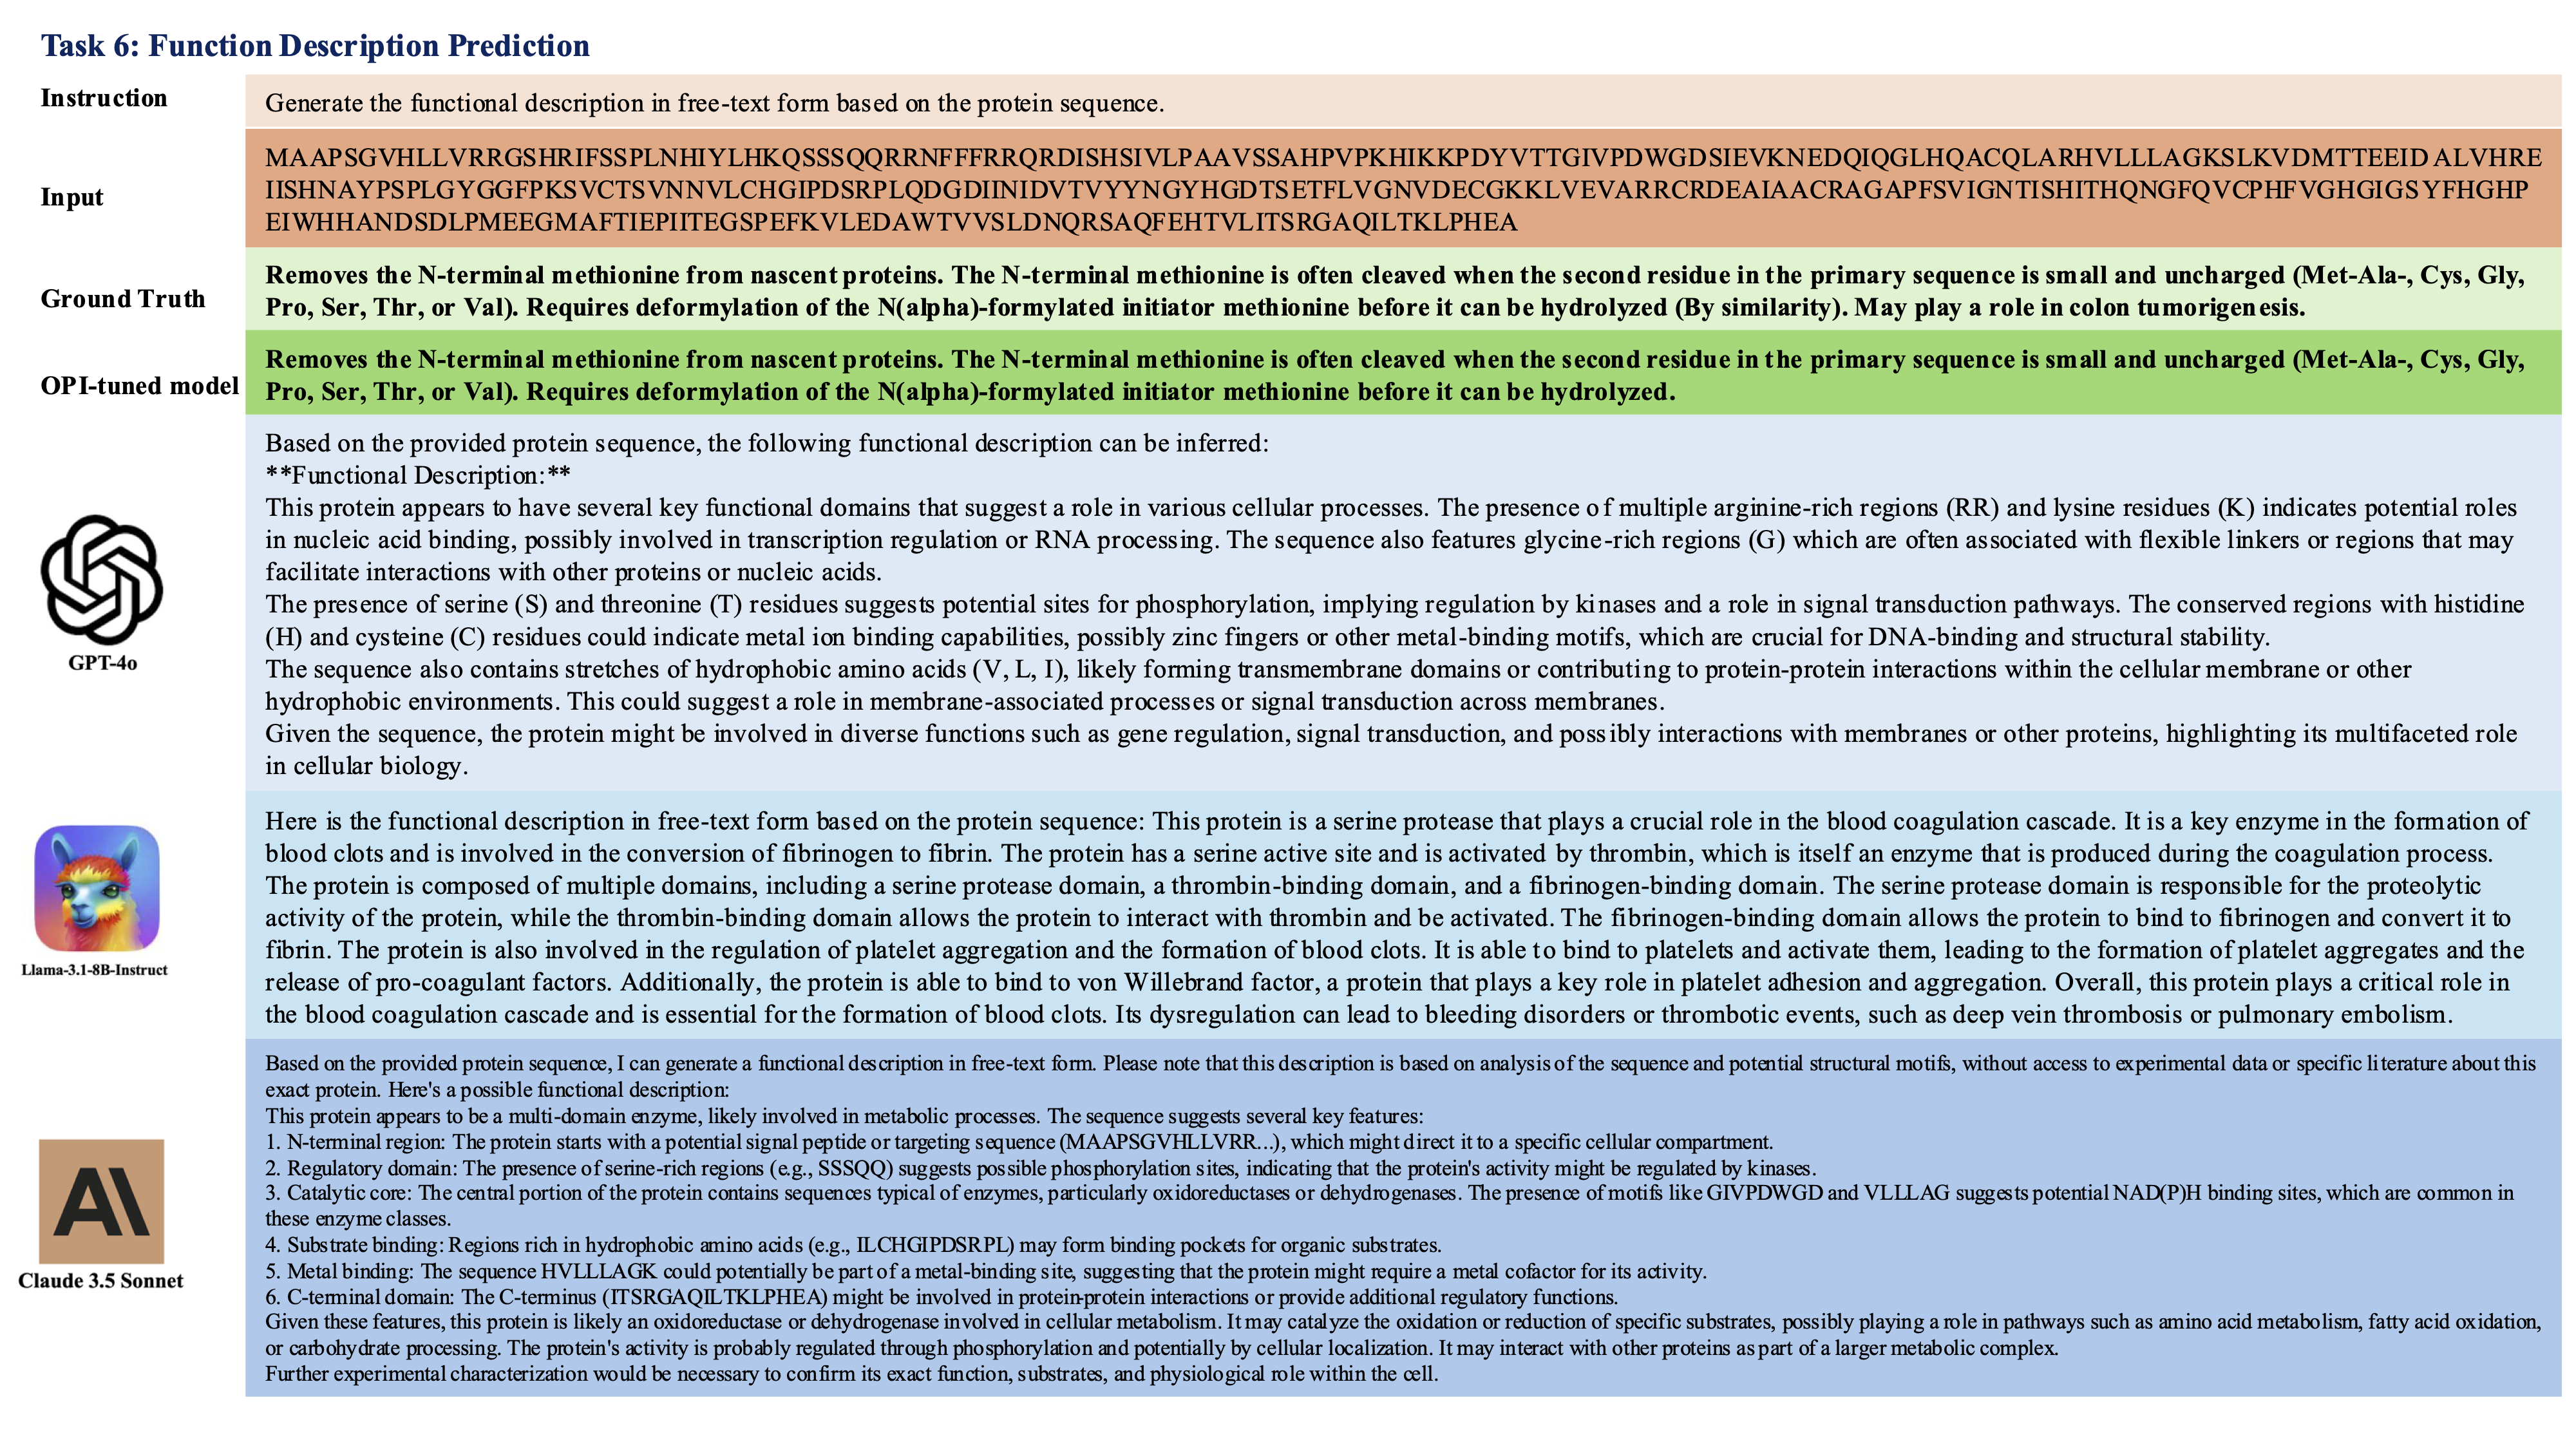 Task 6: Function Description Prediction
Instruction
Generate the functional description in free-text form based on the protein sequence.
Input
MAAPSGVHLLVRRGSHRIFSSPLNHIYLHKQSSSQQRRNFFFRRQRDISHSIVLPAAVSSAHPVPKHIKKPDYVTTGIVPDWGDSIEVKNEDQIQGLHQACQLARHVLLLAGKSLKVDMTTEEIDALVHRE
IISHNAYPSPLGYGGFPKSVCTSVNNVLCHGIPDSRPLQDGDIINIDVTVYYNGYHGDTSETFLVGNVDECGKKLVEVARRCRDEAIAACRAGAPFSVIGNTISHITHQNGFQVCPHFVGHGIGSYFHGHP
EIWHHANDSDLPMEEGMAFTIEPIITEGSPEFKVLEDAWTVVSLDNQRSAQFEHTVLITSRGAQILTKLPHEA
Ground Truth
Removes the N-terminal methionine from nascent proteins. The N-terminal methionine is often cleaved when the second residue in the primary sequence is small and uncharged (Met-Ala-, Cys, Gly,
Pro, Ser, Thr, or Val). Requires deformylation of the N(alpha)-formylated initiator methionine before it can be hydrolyzed (By similarity). May play a role in colon tumorigenesis.
OPI-tuned model
Removes the N-terminal methionine from nascent proteins. The N-terminal methionine is often cleaved when the second residue in the primary sequence is small and uncharged (Met-Ala-, Cys, Gly,
Pro, Ser, Thr, or Val). Requires deformylation of the N(alpha)-formylated initiator methionine before it can be hydrolyzed.
GPT-4o
Based on the provided protein sequence, the following functional description can be inferred:
**Functional Description:**
This protein appears to have several key functional domains that suggest a role in various cellular processes. The presence of multiple arginine-rich regions (RR) and lysine residues (K) indicates potential roles
in nucleic acid binding, possibly involved in transcription regulation or RNA processing. The sequence also features glycine-rich regions (G) which are often associated with flexible linkers or regions that may
facilitate interactions with other proteins or nucleic acids.
The presence of serine (S) and threonine (T) residues suggests potential sites for phosphorylation, implying regulation by kinases and a role in signal transduction pathways. The conserved regions with histidine
(H) and cysteine (C) residues could indicate metal ion binding capabilities, possibly zinc fingers or other metal-binding motifs, which are crucial for DNA-binding and structural stability.
The sequence also contains stretches of hydrophobic amino acids (V, L, I), likely forming transmembrane domains or contributing to protein-protein interactions within the cellular membrane or other
hydrophobic environments. This could suggest a role in membrane-associated processes or signal transduction across membranes.
Given the sequence, the protein might be involved in diverse functions such as gene regulation, signal transduction, and possibly interactions with membranes or other proteins, highlighting its multifaceted role
in cellular biology.
Llama-3.1-8B-Instruct
Here is the functional description in free-text form based on the protein sequence: This protein is a serine protease that plays a crucial role in the blood coagulation cascade. It is a key enzyme in the formation of
blood clots and is involved in the conversion of fibrinogen to fibrin. The protein has a serine active site and is activated by thrombin, which is itself an enzyme that is produced during the coagulation process.
The protein is composed of multiple domains, including a serine protease domain, a thrombin-binding domain, and a fibrinogen-binding domain. The serine protease domain is responsible for the proteolytic
activity of the protein, while the thrombin-binding domain allows the protein to interact with thrombin and be activated. The fibrinogen-binding domain allows the protein to bind to fibrinogen and convert it to
fibrin. The protein is also involved in the regulation of platelet aggregation and the formation of blood clots. It is able to bind to platelets and activate them, leading to the formation of platelet aggregates and the
release of pro-coagulant factors. Additionally, the protein is able to bind to von Willebrand factor, a protein that plays a key role in platelet adhesion and aggregation. Overall, this protein plays a critical role in
the blood coagulation cascade and is essential for the formation of blood clots. Its dysregulation can lead to bleeding disorders or thrombotic events, such as deep vein thrombosis or pulmonary embolism.
Claude 3.5 Sonnet
Based on the provided protein sequence, I can generate a functional description in free-text form. Please note that this description is based on analysis of the sequence and potential structural motifs, without access to experimental data or specific literature about this
exact protein. Here's a possible functional description:
This protein appears to be a multi-domain enzyme, likely involved in metabolic processes. The sequence suggests several key features:
1. N-terminal region: The protein starts with a potential signal peptide or targeting sequence (MAAPSGVHLLVRR...), which might direct it to a specific cellular compartment.
2. Regulatory domain: The presence of serine-rich regions (e.g., SSSQQ) suggests possible phosphorylation sites, indicating that the protein's activity might be regulated by kinases.
3. Catalytic core: The central portion of the protein contains sequences typical of enzymes, particularly oxidoreductases or dehydrogenases. The presence of motifs like GIVPDWGD and VLLLAG suggests potential NAD(P)H binding sites, which are common in
these enzyme classes.
4. Substrate binding: Regions rich in hydrophobic amino acids (e.g., ILCHGIPDSRPL) may form binding pockets for organic substrates.
5. Metal binding: The sequence HVLLLAGK could potentially be part of a metal-binding site, suggesting that the protein might require a metal cofactor for its activity.
6. C-terminal domain: The C-terminus (ITSRGAQILTKLPHEA) might be involved in protein-protein interactions or provide additional regulatory functions.
Given these features, this protein is likely an oxidoreductase or dehydrogenase involved in cellular metabolism. It may catalyze the oxidation or reduction of specific substrates, possibly playing a role in pathways such as amino acid metabolism, fatty acid oxidation,
or carbohydrate processing. The protein's activity is probably regulated through phosphorylation and potentially by cellular localization. It may interact with other proteins as part of a larger metabolic complex.
Further experimental characterization would be necessary to confirm its exact function, substrates, and physiological role within the cell.